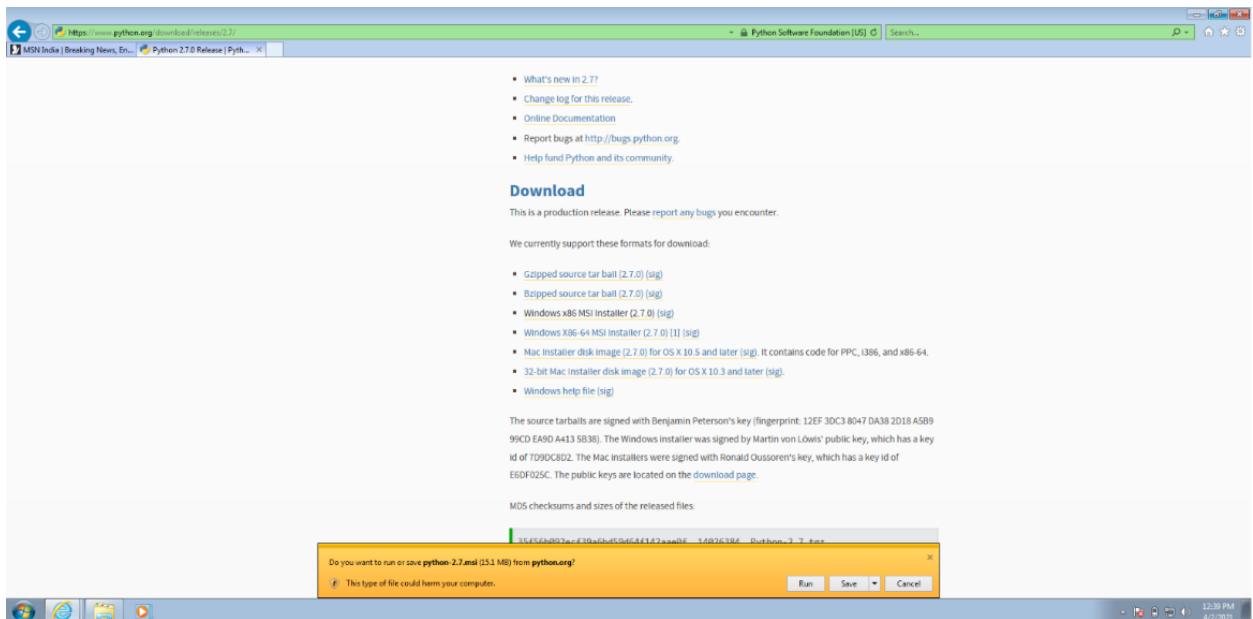 https://www.python.org/download/releases/2.7/
Python Software Foundation [US]
Search...
MSN India | Breaking News, En...
Python 2.7.0 Release | Pyth...
What's new in 2.7?
Change log for this release.
Online Documentation
Report bugs at http://bugs.python.org.
Help fund Python and its community.
Download
This is a production release. Please report any bugs you encounter.
We currently support these formats for download:
Gzipped source tar ball (2.7.0) (sig)
Bzipped source tar ball (2.7.0) (sig)
Windows x86 MSI Installer (2.7.0) (sig)
Windows X86-64 MSI Installer (2.7.0) [1] (sig)
Mac Installer disk image (2.7.0) for OS X 10.5 and later (sig). It contains code for PPC, i386, and x86-64.
32-bit Mac Installer disk image (2.7.0) for OS X 10.3 and later (sig).
Windows help file (sig)
The source tarballs are signed with Benjamin Peterson's key (fingerprint: 12EF 3DC3 8047 DA38 2D18 A5B9
99CD EA9D A413 5B38). The Windows installer was signed by Martin von Löwis' public key, which has a key
id of 7D9DC8D2. The Mac installers were signed with Ronald Oussoren's key, which has a key id of
E6DF025C. The public keys are located on the download page.
MD5 checksums and sizes of the released files:
14026384 Python-2.7.tgz
Do you want to run or save python-2.7.msi (15.1 MB) from python.org?
This type of file could harm your computer.
Run
Save
Cancel
12:39 PM
4/2/2021